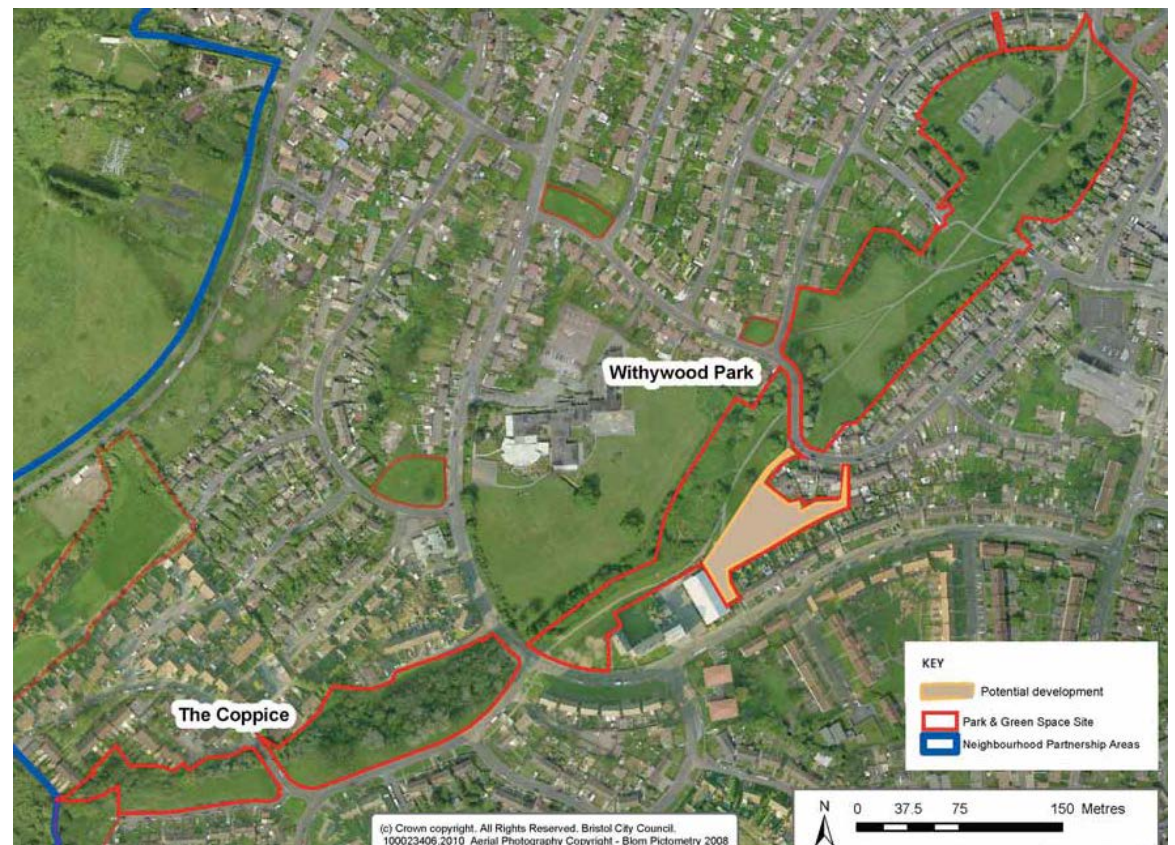 Withywood Park
The Coppice
KEY
Potential development
Park & Green Space Site
Neighbourhood Partnership Areas
N
0 37.5 75 150 Metres
(c) Crown copyright. All Rights Reserved. Bristol City Council.
100023406.2010 Aerial Photography Copyright - Blom Pictometry 2008